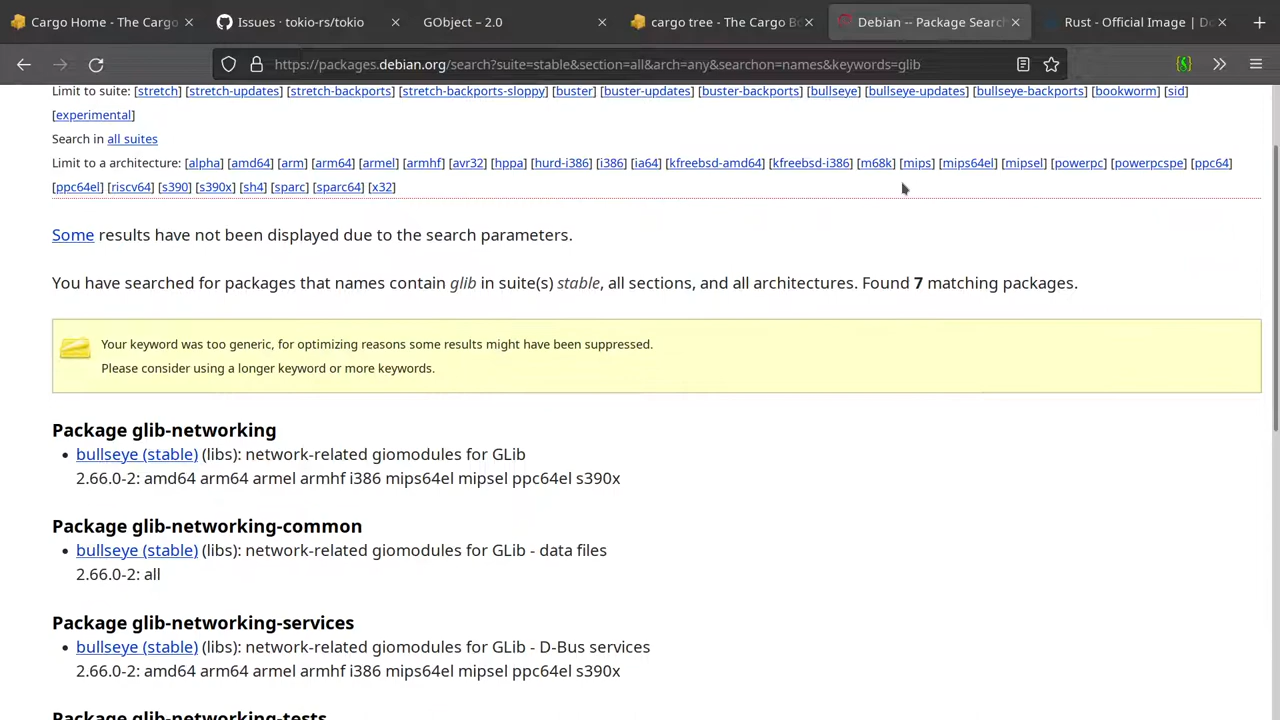 Cargo Home - The Cargo
Issues · tokio-rs/tokio
GObject – 2.0
cargo tree - The Cargo Bo
Debian -- Package Search
Rust - Official Image | Do
https://packages.debian.org/search?suite=stable&section=all&arch=any&searchon=names&keywords=glib
Limit to suite: [stretch] [stretch-updates] [stretch-backports] [stretch-backports-sloppy] [buster] [buster-updates] [buster-backports] [bullseye] [bullseye-updates] [bullseye-backports] [bookworm] [sid]
[experimental]
Search in all suites
Limit to a architecture: [alpha] [amd64] [arm] [arm64] [armel] [armhf] [avr32] [hppa] [hurd-i386] [i386] [ia64] [kfreebsd-amd64] [kfreebsd-i386] [m68k] [mips] [mips64el] [mipsel] [powerpc] [powerpcspe] [ppc64]
[ppc64el] [riscv64] [s390] [s390x] [sh4] [sparc] [sparc64] [x32]
Some results have not been displayed due to the search parameters.
You have searched for packages that names contain glib in suite(s) stable, all sections, and all architectures. Found 7 matching packages.
Your keyword was too generic, for optimizing reasons some results might have been suppressed.
Please consider using a longer keyword or more keywords.
Package glib-networking
• bullseye (stable) (libs): network-related giomodules for GLib
2.66.0-2: amd64 arm64 armel armhf i386 mips64el mipsel ppc64el s390x
Package glib-networking-common
• bullseye (stable) (libs): network-related giomodules for GLib - data files
2.66.0-2: all
Package glib-networking-services
• bullseye (stable) (libs): network-related giomodules for GLib - D-Bus services
2.66.0-2: amd64 arm64 armel armhf i386 mips64el mipsel ppc64el s390x
Package glib-networking-tests